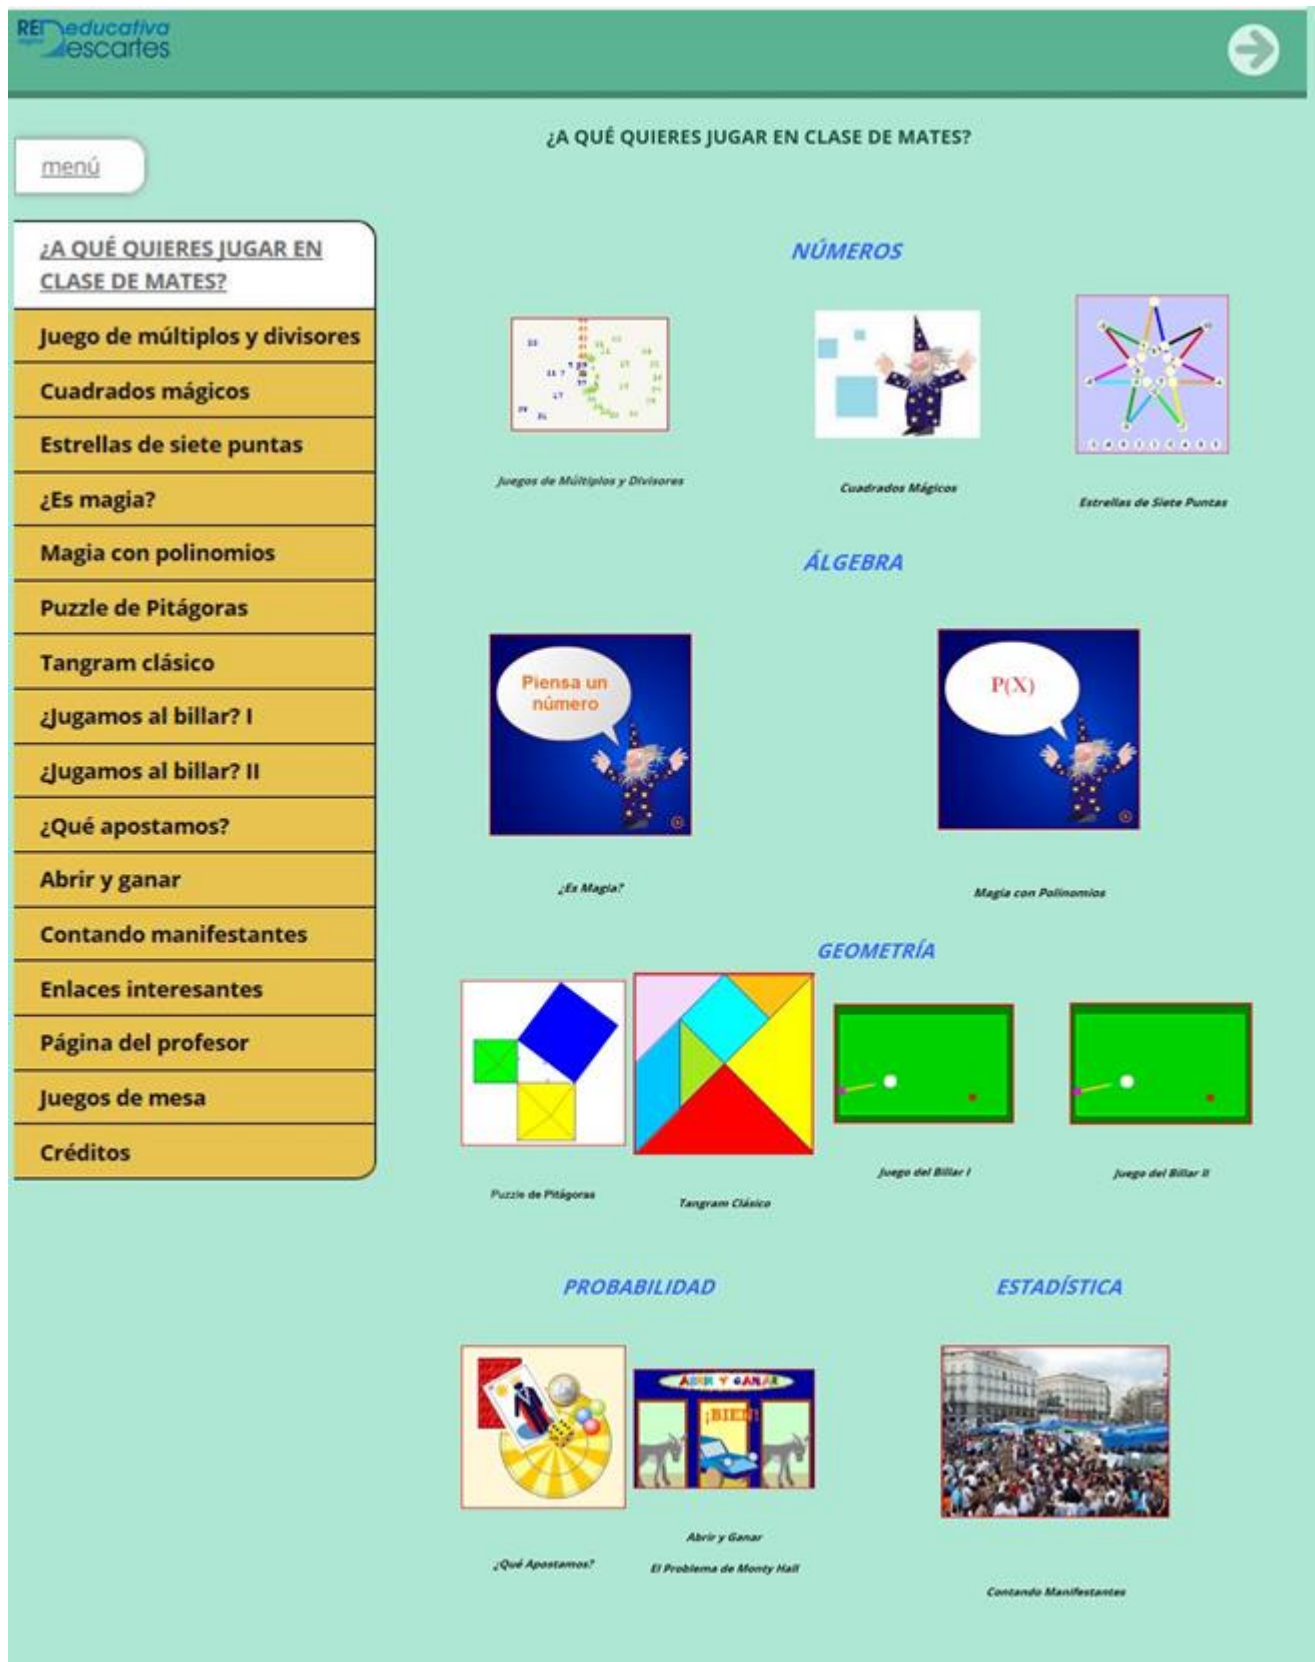 RED educativa
Descartes
¿A QUÉ QUIERES JUGAR EN CLASE DE MATES?
menú
¿A QUÉ QUIERES JUGAR EN
CLASE DE MATES?
Juego de múltiplos y divisores
Cuadrados mágicos
Estrellas de siete puntas
¿Es magia?
Magia con polinomios
Puzzle de Pitágoras
Tangram clásico
¿Jugamos al billar? I
¿Jugamos al billar? II
¿Qué apostamos?
Abrir y ganar
Contando manifestantes
Enlaces interesantes
Página del profesor
Juegos de mesa
Créditos
NÚMEROS
Juegos de Múltiplos y Divisores
Cuadrados Mágicos
Estrellas de Siete Puntas
ÁLGEBRA
Piensa un
número
P(X)
¿Es Magia?
Magia con Polinomios
GEOMETRÍA
Puzzle de Pitágoras
Tangram Clásico
Juego del Billar I
Juego del Billar II
PROBABILIDAD
ESTADÍSTICA
ABRIR Y GANAR
¡BIEN!
¿Qué Apostamos?
Abrir y Ganar
El Problema de Monty Hall
Contando Manifestantes